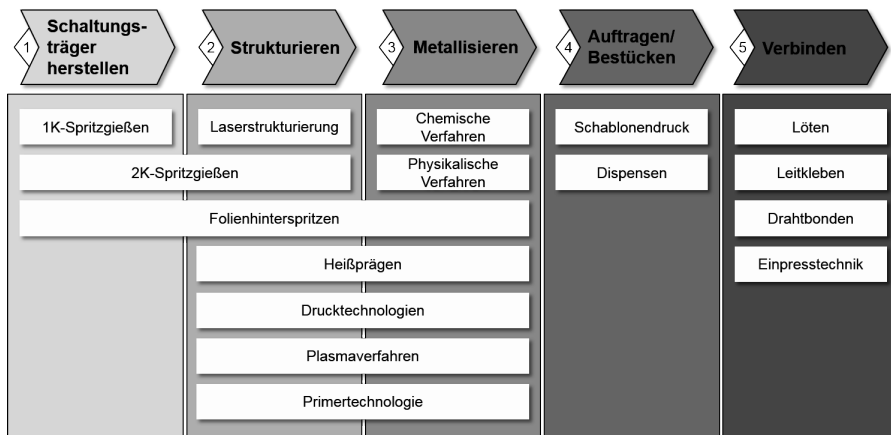 1
Schaltungs-
träger
herstellen
2
Strukturieren
3
Metallisieren
4
Auftragen/
Bestücken
5
Verbinden
1K-Spritzgießen
Laserstrukturierung
Chemische
Verfahren
Schablonendruck
Löten
2K-Spritzgießen
Physikalische
Verfahren
Dispensen
Leitkleben
Folienhinterspritzen
Drahtbonden
Heißprägen
Einpresstechnik
Drucktechnologien
Plasmaverfahren
Primertechnologie